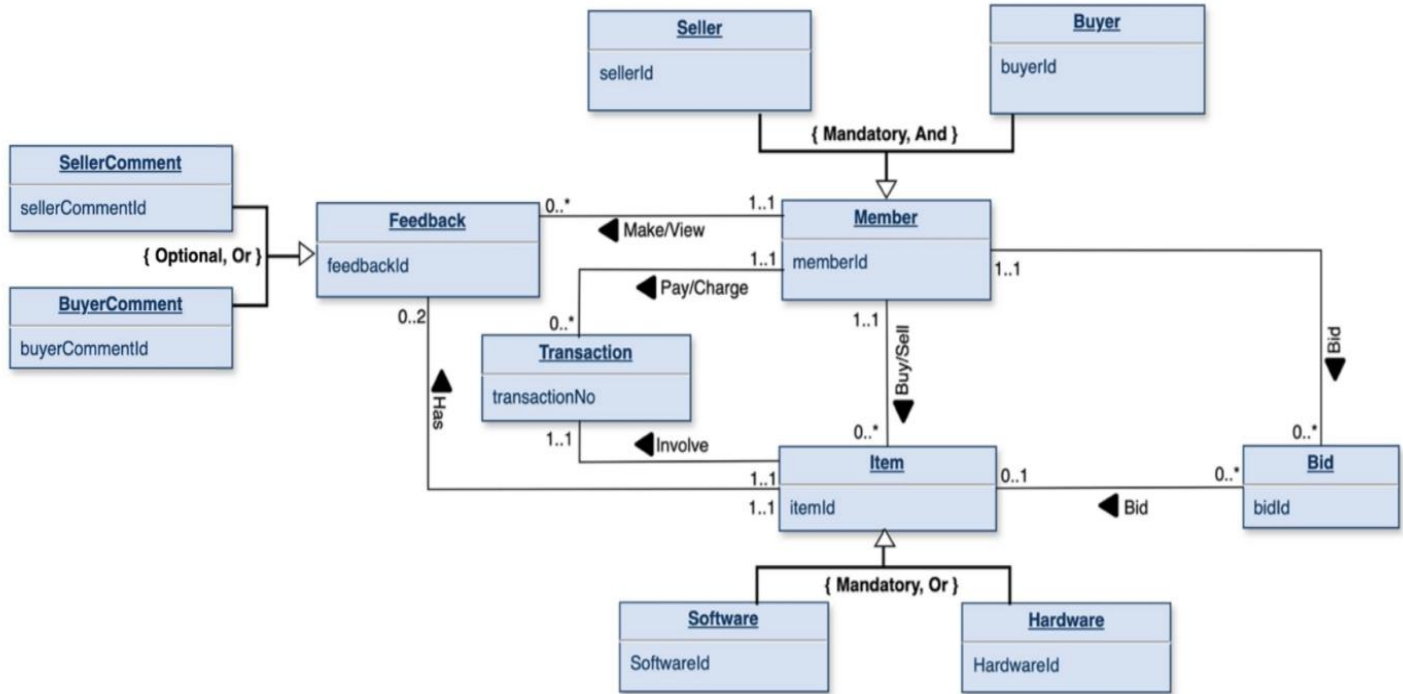 Seller
sellerId
Buyer
buyerId
{ Mandatory, And }
SellerComment
sellerCommentId
{ Optional, Or }
BuyerComment
buyerCommentId
Feedback
feedbackId
0..*
1..1
Make/View
Member
memberId
1..1
Pay/Charge
0..*
0..2
Has
Transaction
transactionNo
1..1
Involve
1..1
Buy/Sell
0..*
1..1
Bid
0..*
1..1
1..1
Item
itemId
0..1
0..*
Bid
Bid
bidId
{ Mandatory, Or }
Software
SoftwareId
Hardware
HardwareId